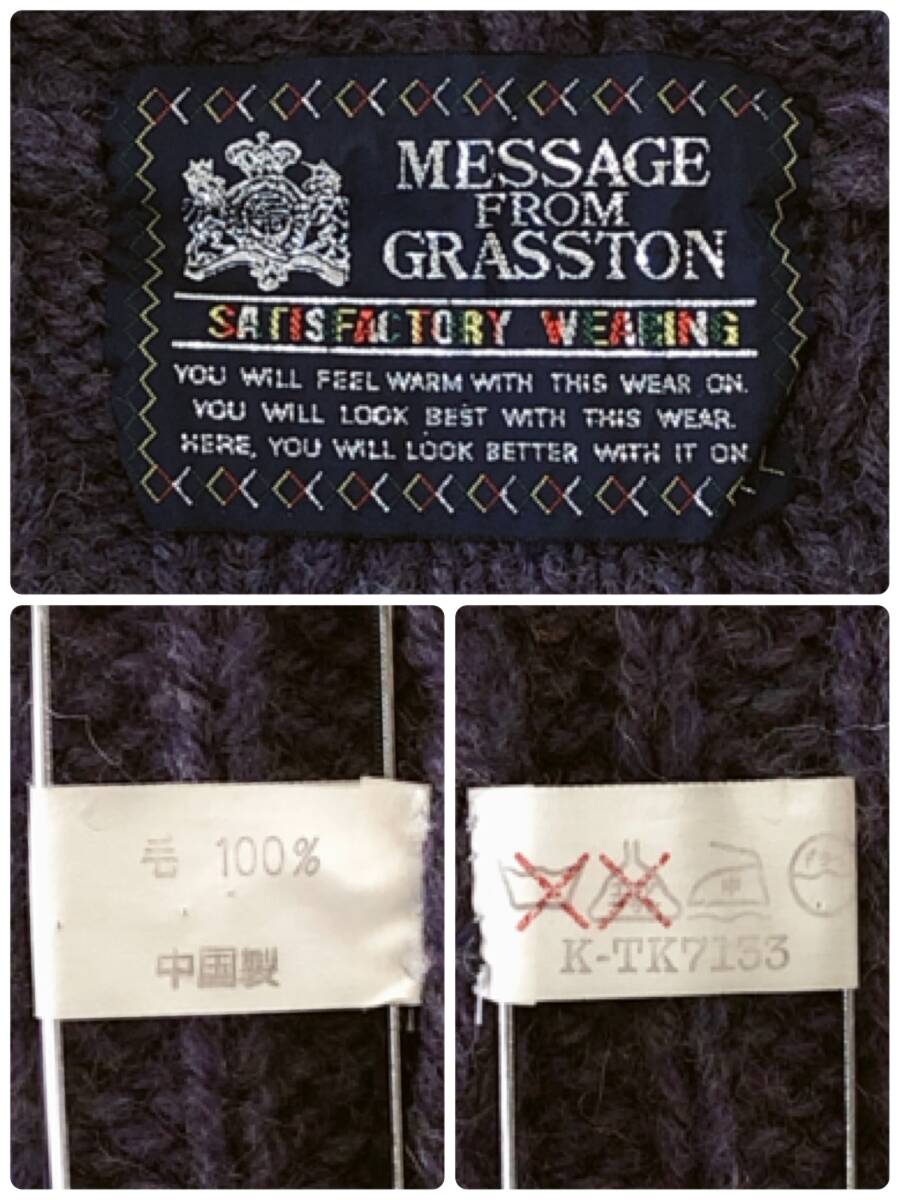 MESSAGE
FROM
GRASSTON
SATISFACTORY WEARING
YOU WILL FEEL WARM WITH THIS WEAR ON.
YOU WILL LOOK BEST WITH THIS WEAR.
HERE, YOU WILL LOOK BETTER WITH IT ON
毛 100%
中国製
中
K-TK7153